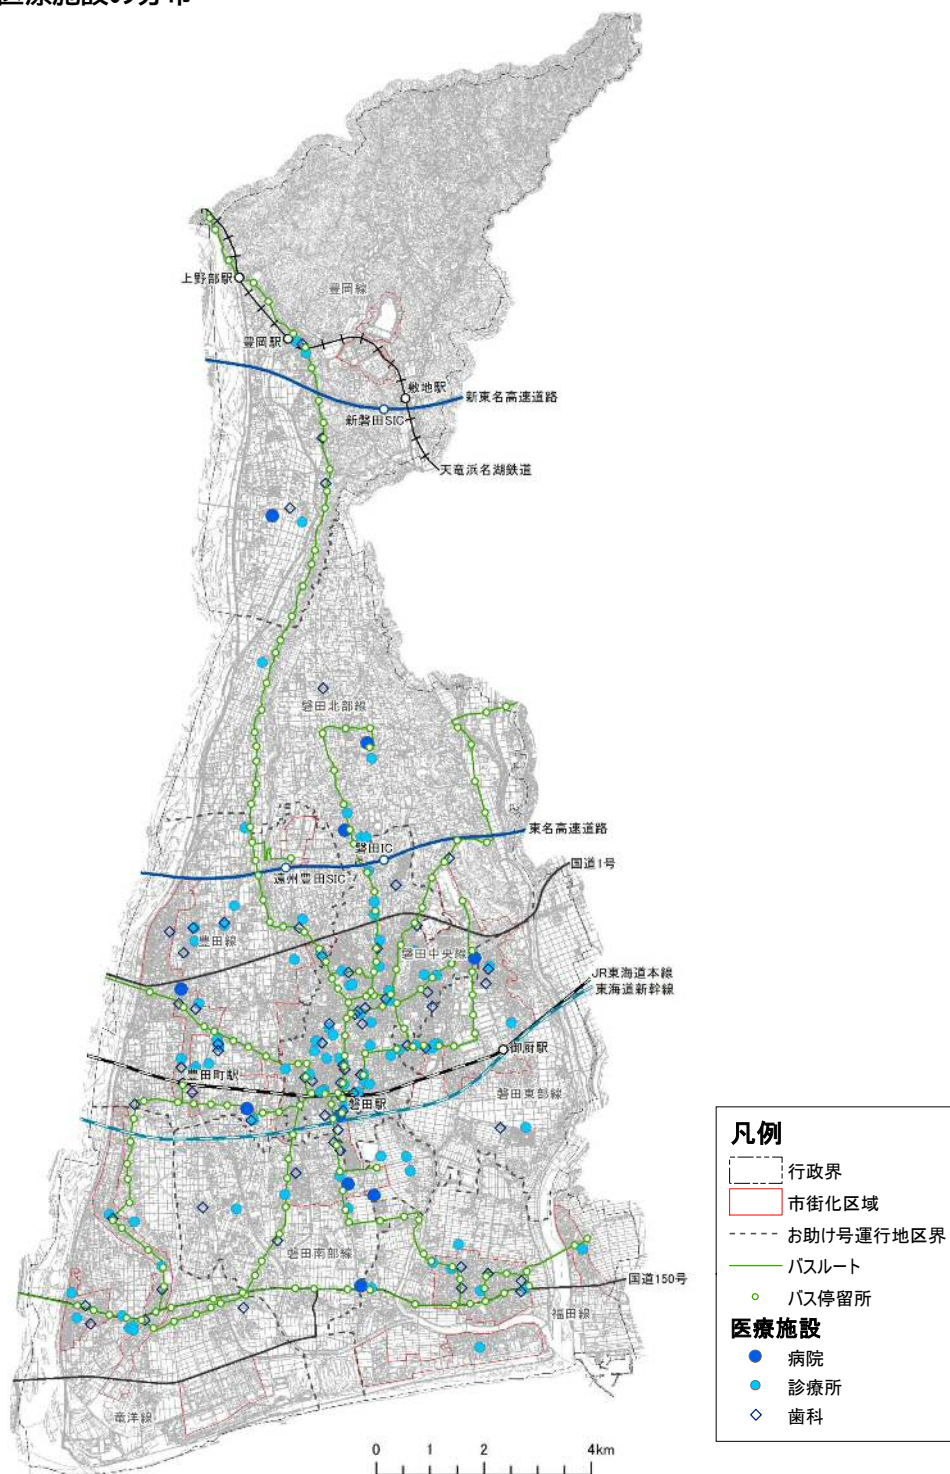 医療施設の分布
上野部駅
豊岡線
豊岡駅
敷地駅
新東名高速道路
新磐田SIC
天竜浜名湖鉄道
磐田北部線
東名高速道路
磐田IC
国道1号
遠州豊田SIC
豊田線
磐田中央線
JR東海道本線
東海道新幹線
御厨駅
豊田町駅
磐田駅
磐田東部線
磐田南部線
国道150号
福田線
竜洋線
凡例
行政界
市街化区域
お助け号運行地区界
バスルート
バス停留所
医療施設
病院
診療所
歯科
0 1 2 4km